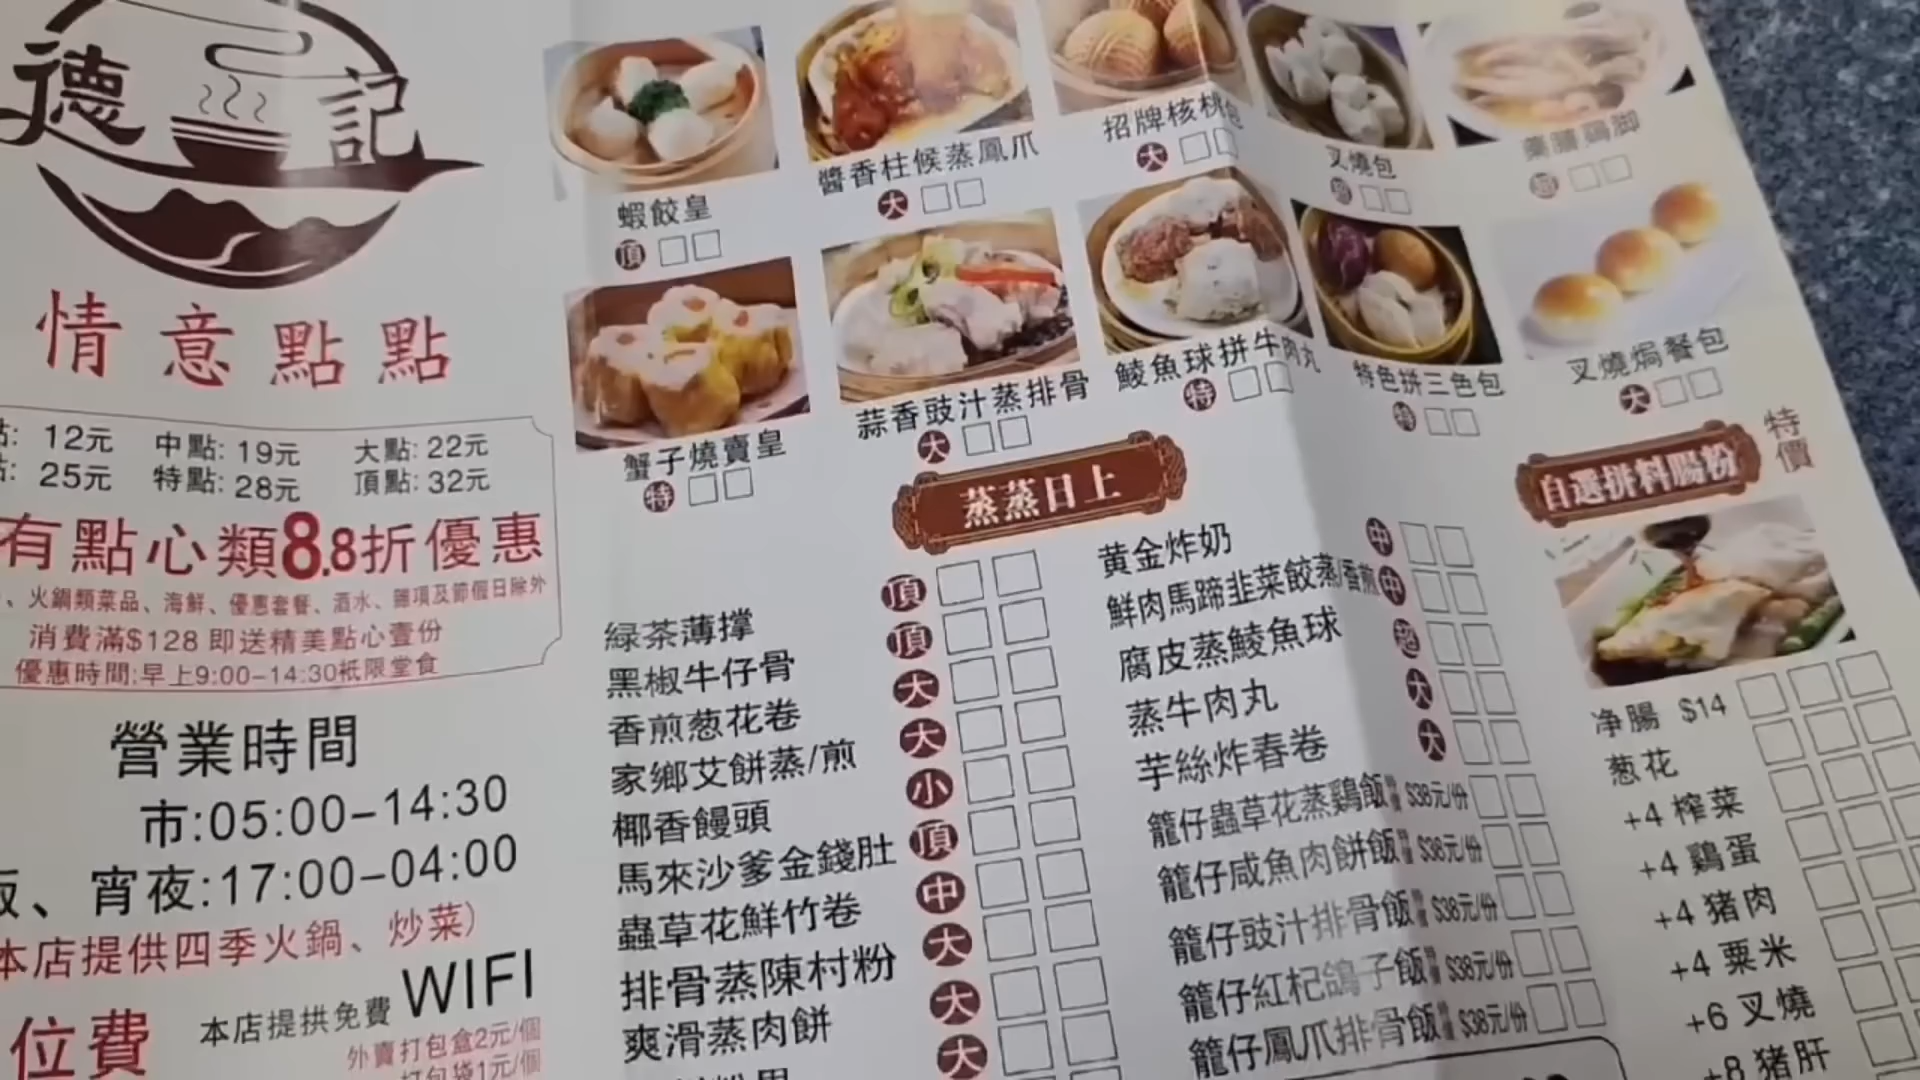 德記
情意點點
12元 中點: 19元 大點: 22元
25元 特點: 28元 頂點: 32元
有點心類8.8折優惠
、火鍋類菜品、海鮮、優惠套餐、酒水、雜項及節假日除外
消費滿$128 即送精美點心壹份
優惠時間:早上9:00-14:30祇限堂食
營業時間
市:05:00-14:30
、宵夜:17:00-04:00
本店提供四季火鍋、炒菜)
本店提拱免費 WIFI
位費
外賣打包盒2元/個
打包袋1元/個
蝦餃皇
頂
醬香柱候蒸鳳爪
大
招牌核桃包
大
叉燒包
蟹子燒賣皇
特
蒜香豉汁蒸排骨
大
鯪魚球拼牛肉丸
特
特色拼三色包
特
叉燒焗餐包
大
蒸蒸日上
綠茶薄撑
頂
黑椒牛仔骨
頂
香煎葱花卷
大
家鄉艾餅蒸/煎
大
椰香饅頭
小
馬來沙爹金錢肚
頂
蟲草花鮮竹卷
中
排骨蒸陳村粉
大
爽滑蒸肉餅
大
大
黄金炸奶
中
鮮肉馬蹄韭菜餃蒸/香煎
中
腐皮蒸鯪魚球
超
蒸牛肉丸
大
芋絲炸春卷
大
籠仔蟲草花蒸鷄飯 $38元/份
籠仔咸魚肉餅飯 $38元/份
籠仔豉汁排骨飯 $38元/份
籠仔紅杞鴿子飯 $38元/份
籠仔鳳爪排骨飯 $38元/份
自選拼料腸粉
特價
净腸 $14
葱花
+4 榨菜
+4 鷄蛋
+4 猪肉
+4 粟米
+6 叉燒
+8 猪肝